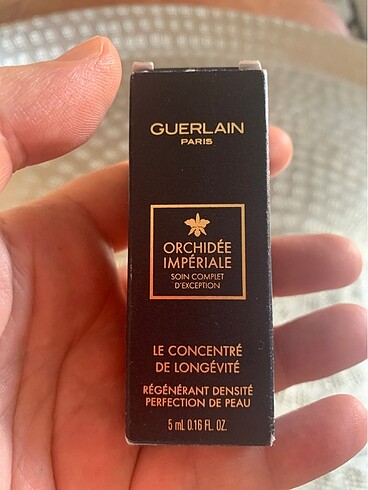 GUERLAIN
PARIS
ORCHIDÉE
IMPÉRIALE
SOIN COMPLET
D'EXCEPTION
LE CONCENTRÉ
DE LONGÉVITÉ
RÉGÉNÉRANT DENSITÉ
PERFECTION DE PEAU
5 mL 0.16 FL. OZ.